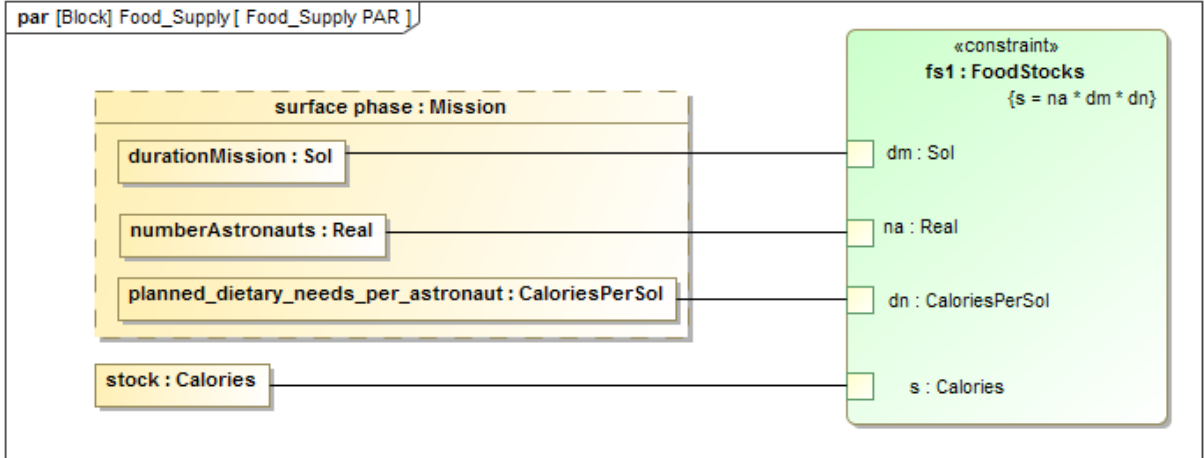 par [Block] Food_Supply [ Food_Supply PAR ]
«constraint»
fs1 : FoodStocks
{s = na * dm * dn}
surface phase : Mission
durationMission : Sol
dm : Sol
numberAstronauts : Real
na : Real
planned_dietary_needs_per_astronaut : CaloriesPerSol
dn : CaloriesPerSol
stock : Calories
s : Calories